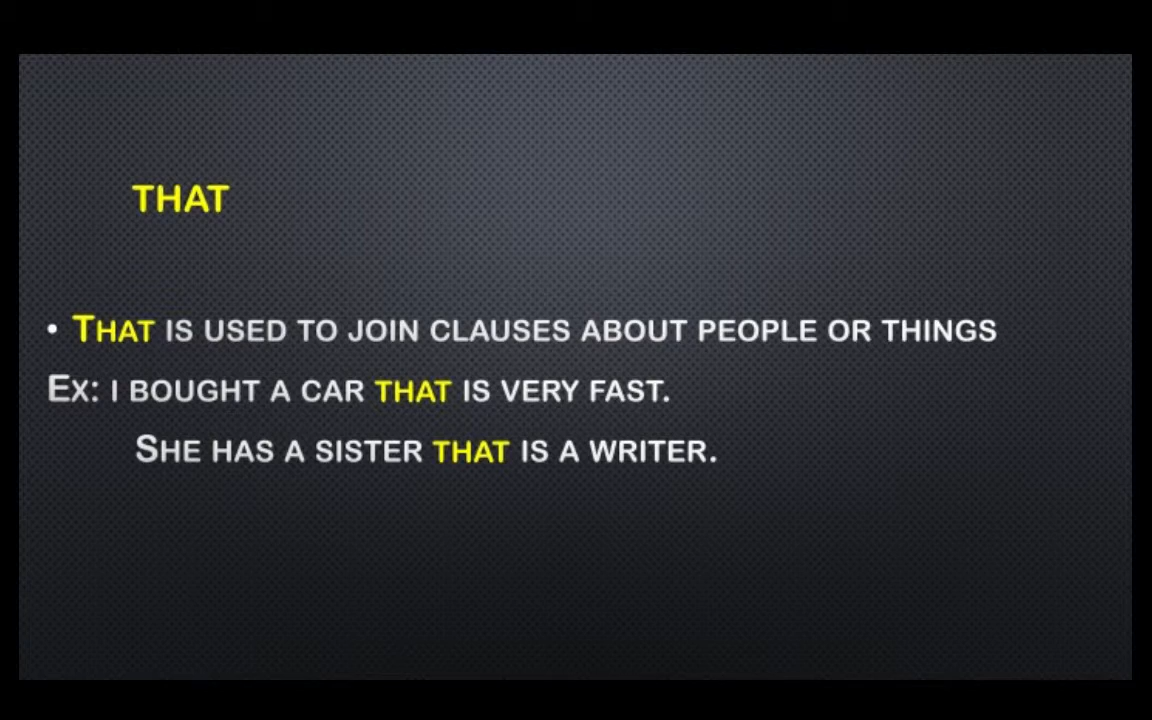 THAT
• THAT IS USED TO JOIN CLAUSES ABOUT PEOPLE OR THINGS
EX: I BOUGHT A CAR THAT IS VERY FAST.
SHE HAS A SISTER THAT IS A WRITER.